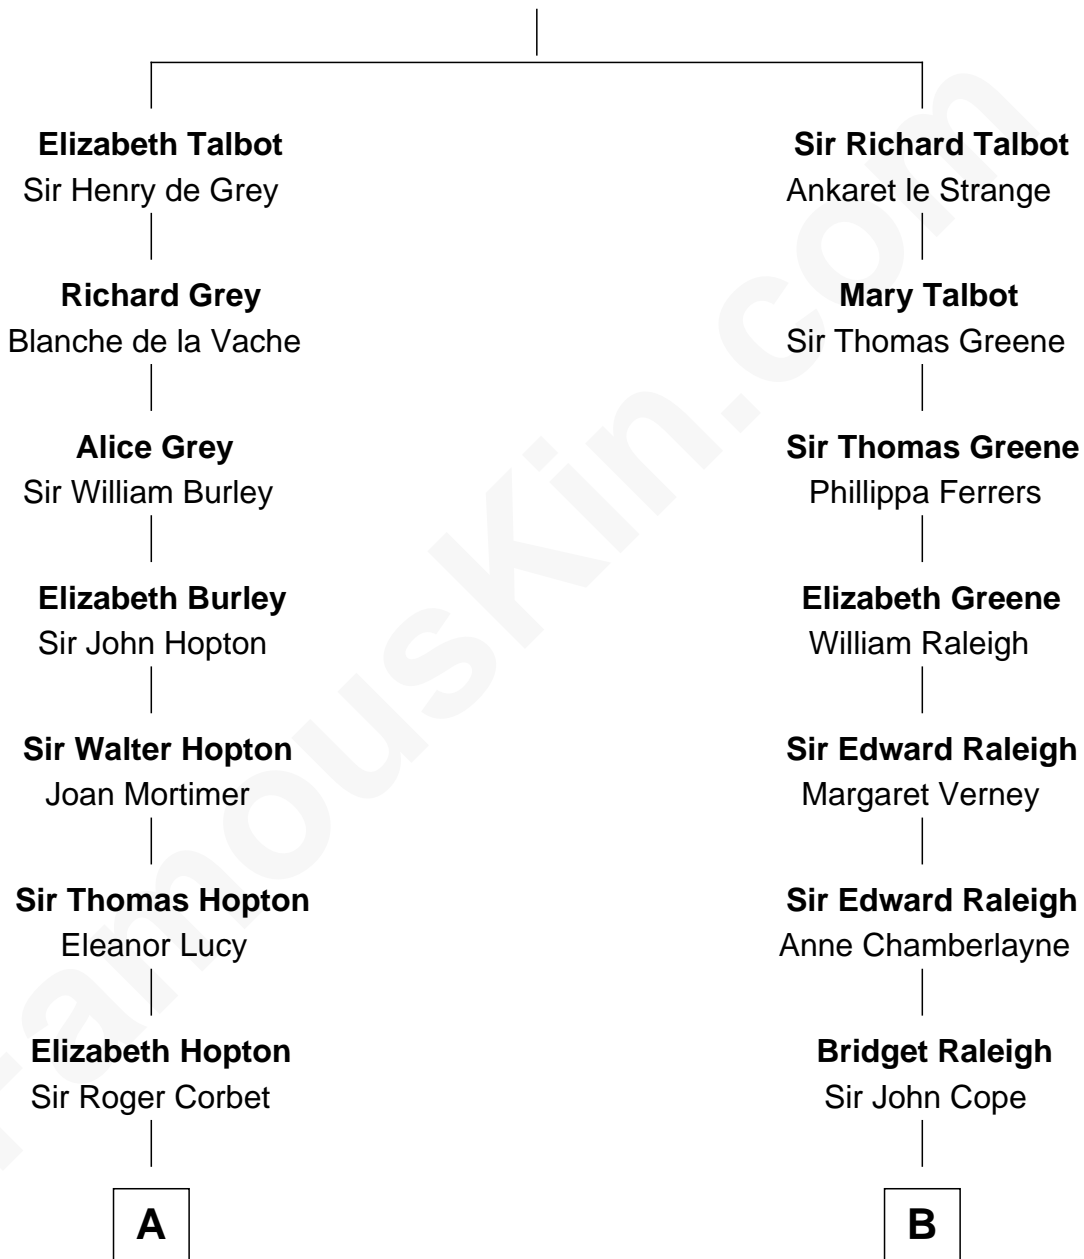 Elizabeth Talbot
Sir Henry de Grey
Richard Grey
Blanche de la Vache
Alice Grey
Sir William Burley
Elizabeth Burley
Sir John Hopton
Sir Walter Hopton
Joan Mortimer
Sir Thomas Hopton
Eleanor Lucy
Elizabeth Hopton
Sir Roger Corbet
A
Sir Richard Talbot
Ankaret le Strange
Mary Talbot
Sir Thomas Greene
Sir Thomas Greene
Phillippa Ferrers
Elizabeth Greene
William Raleigh
Sir Edward Raleigh
Margaret Verney
Sir Edward Raleigh
Anne Chamberlayne
Bridget Raleigh
Sir John Cope
B
FamousKin.com